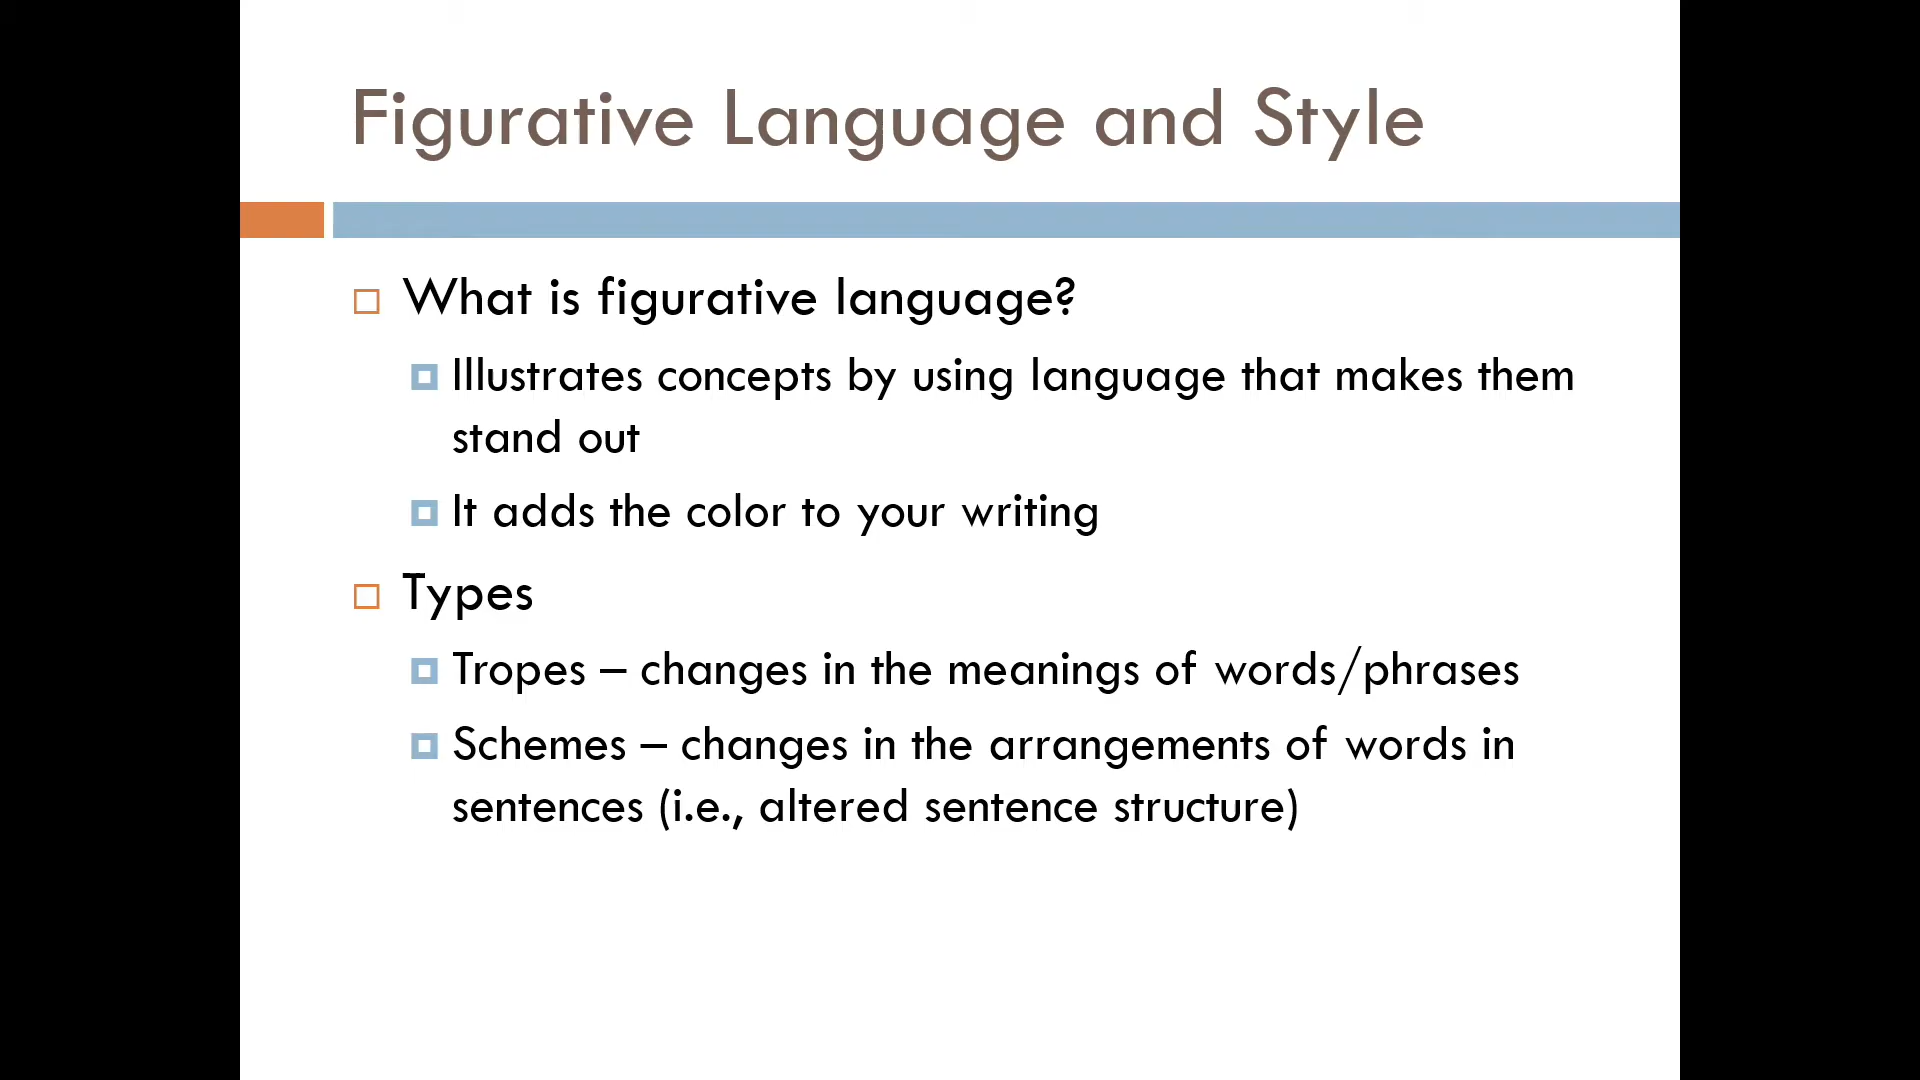 Figurative Language and Style
What is figurative language?
Illustrates concepts by using language that makes them
stand out
It adds the color to your writing
Types
Tropes – changes in the meanings of words/phrases
Schemes – changes in the arrangements of words in
sentences (i.e., altered sentence structure)